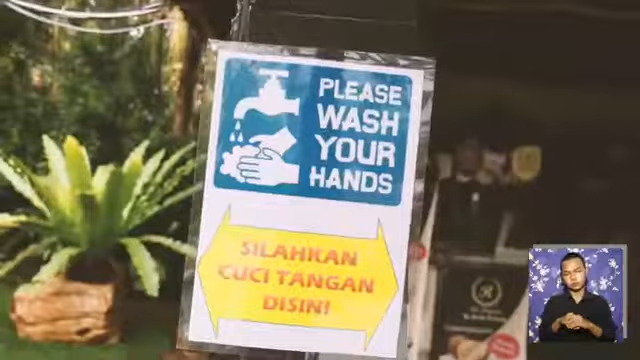 PLEASE
WASH
YOUR
HANDS
SILAHKAN
CUCI TANGAN
DISINI